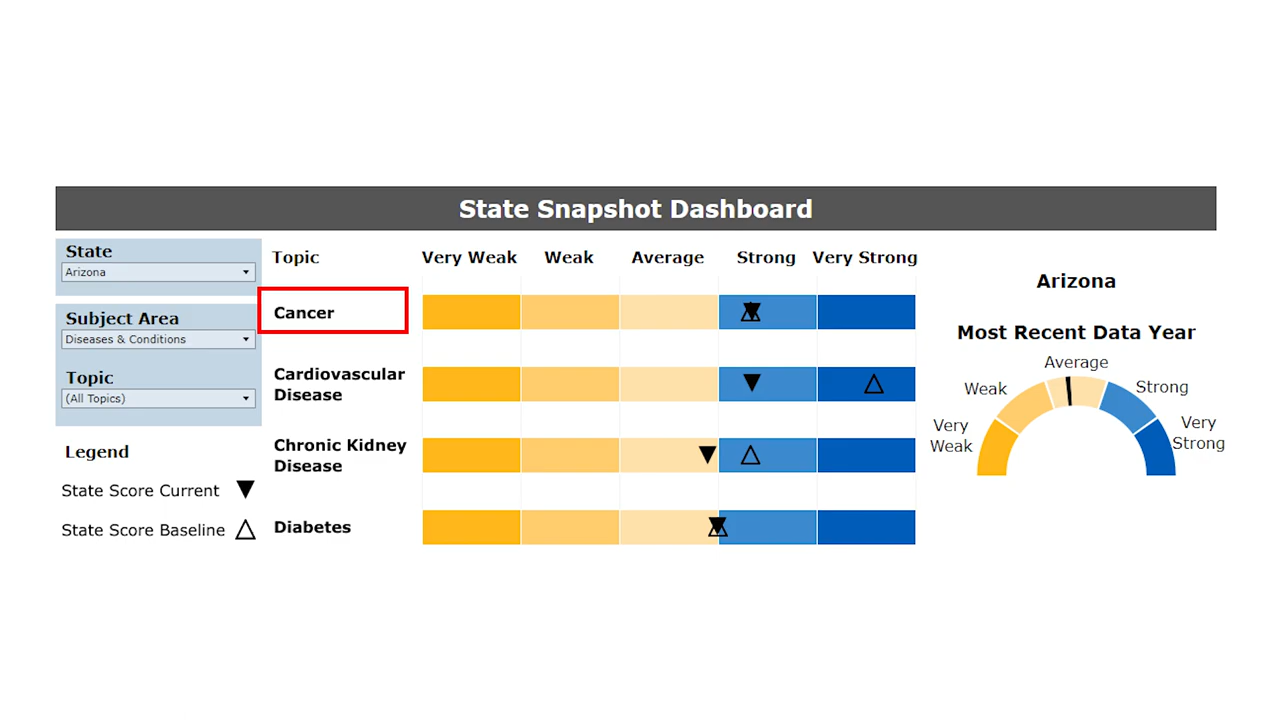 State Snapshot Dashboard
State
Arizona
Subject Area
Diseases & Conditions
Topic
(All Topics)
Legend
State Score Current
State Score Baseline
Topic
Very Weak
Weak
Average
Strong
Very Strong
Cancer
Cardiovascular
Disease
Chronic Kidney
Disease
Diabetes
Arizona
Most Recent Data Year
Average
Weak
Strong
Very
Weak
Very
Strong